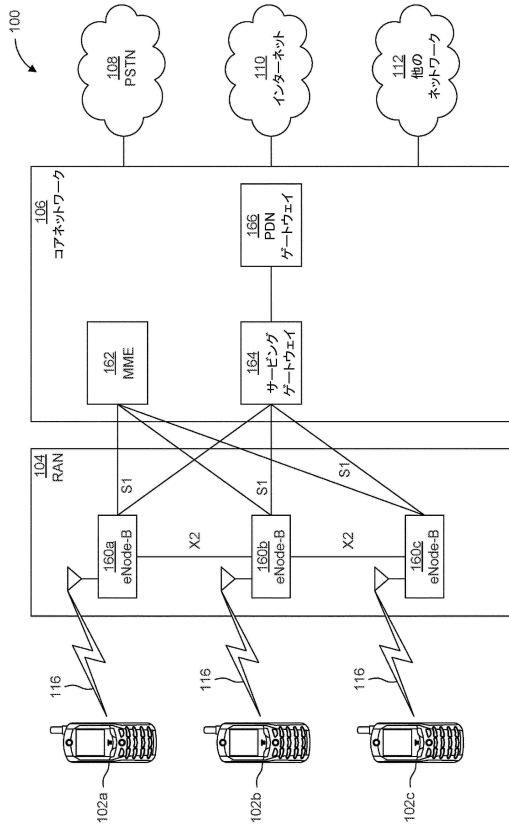 100
108
PSTN
110
インターネット
112
他の
ネットワーク
106
コアネットワーク
162
MME
164
サービング
ゲートウェイ
166
PDN
ゲートウェイ
104
RAN
S1
S1
S1
160a
eNode-B
X2
160b
eNode-B
X2
160c
eNode-B
116
116
116
102a
102b
102c